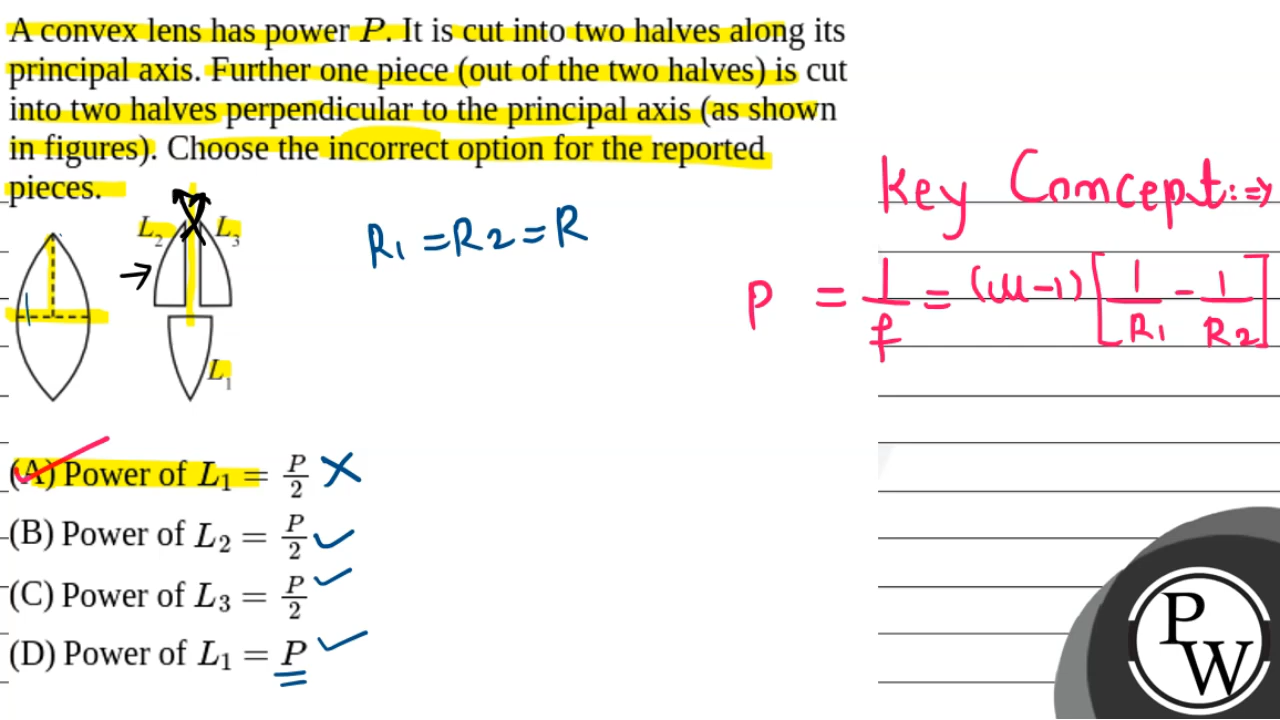 A convex lens has power P. It is cut into two halves along its
principal axis. Further one piece (out of the two halves) is cut
into two halves perpendicular to the principal axis (as shown
in figures). Choose the incorrect option for the reported
pieces.
Key Concept:⇒
L₂ L₃
R₁ = R₂ = R
P = 1/f = (μ-1) [1/R₁ - 1/R₂]
L₁
(A) Power of L₁ = P/2
(B) Power of L₂ = P/2
(C) Power of L₃ = P/2
(D) Power of L₁ = P
PW